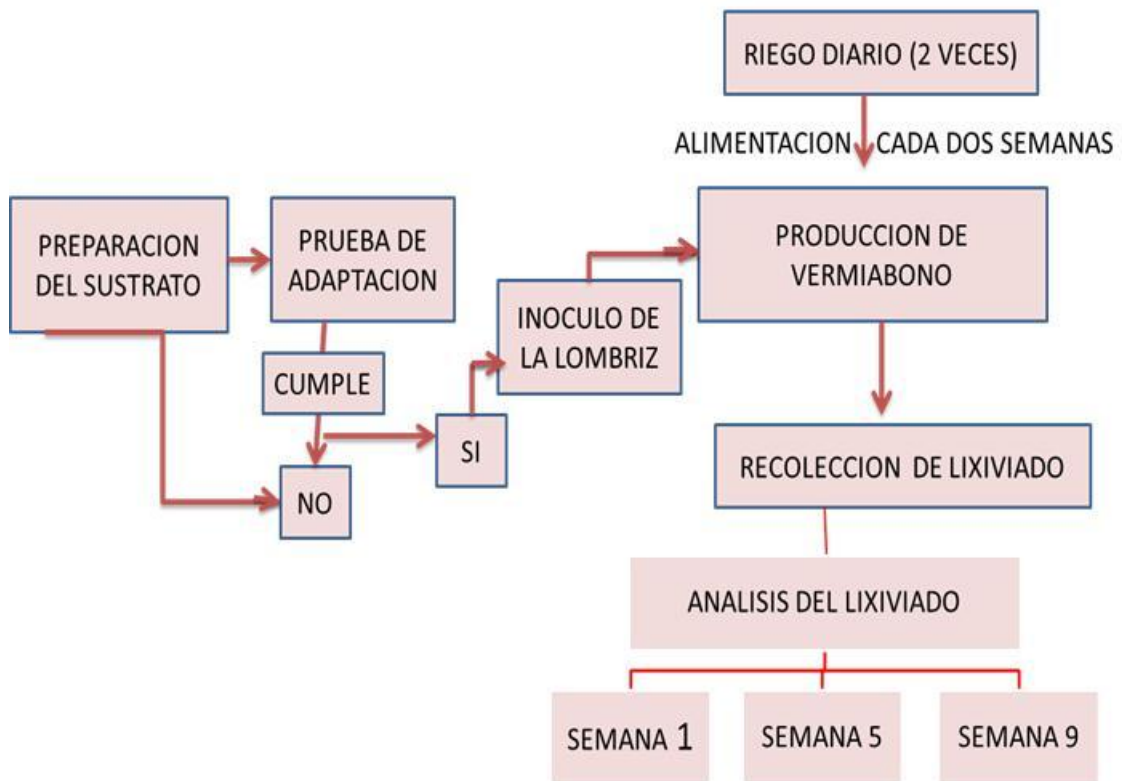 RIEGO DIARIO (2 VECES)
ALIMENTACION CADA DOS SEMANAS
PREPARACION
DEL SUSTRATO
PRUEBA DE
ADAPTACION
CUMPLE
NO
SI
INOCULO DE
LA LOMBRIZ
PRODUCCION DE
VERMIABONO
RECOLECCION DE LIXIVIADO
ANALISIS DEL LIXIVIADO
SEMANA 1
SEMANA 5
SEMANA 9